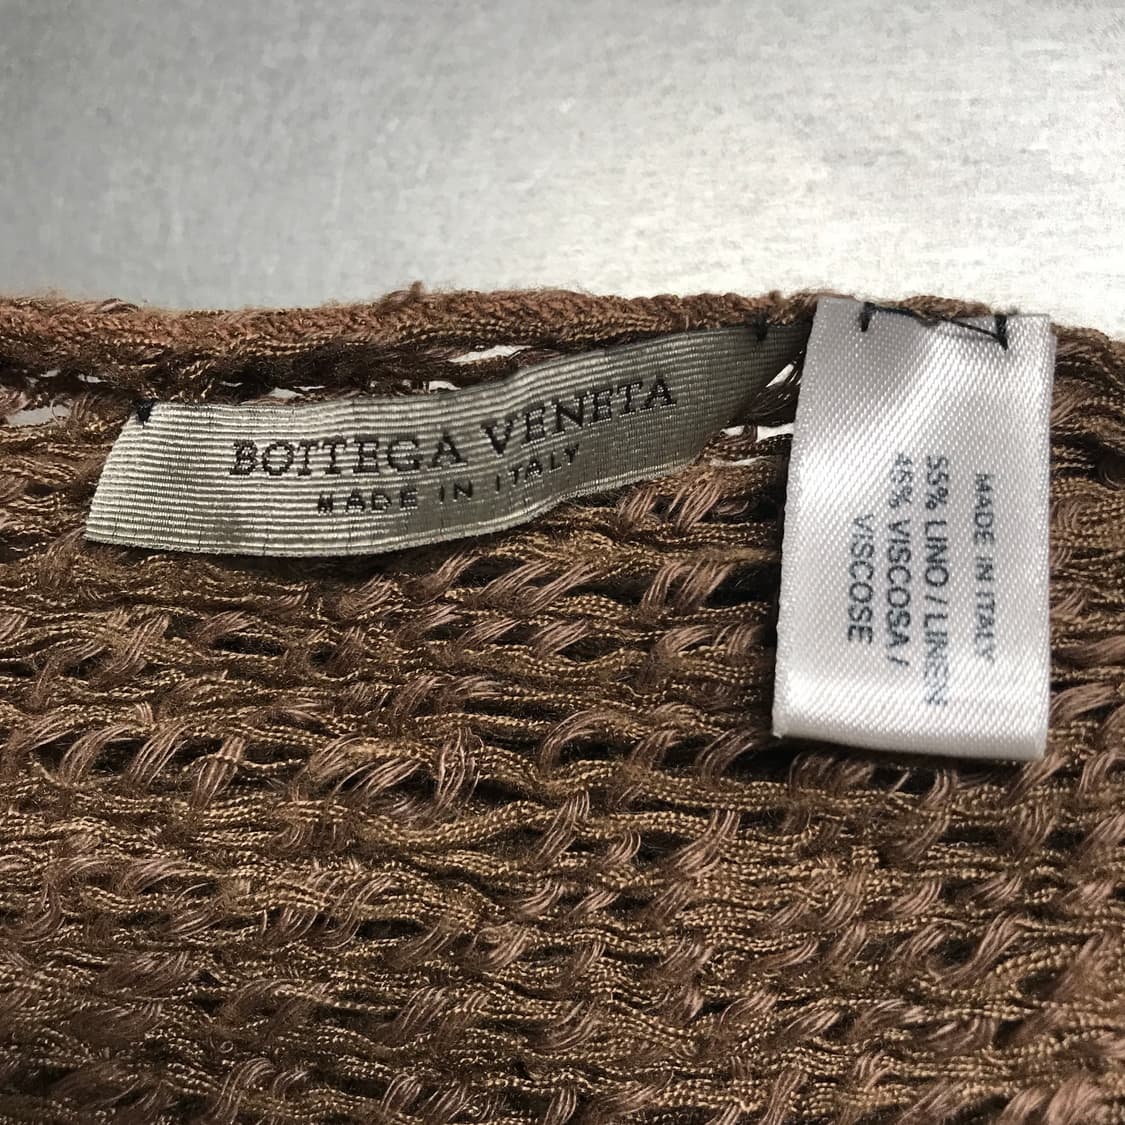 BOTTEGA VENETA
MADE IN ITALY
MADE IN ITALY
55% LINO / LINEN
45% VISCOSA /
VISCOSE